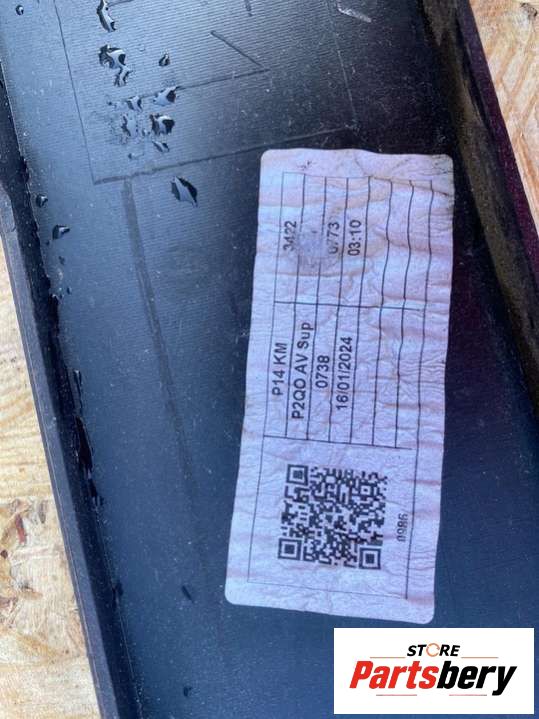 P14 KM 3422
P2QO AV Sup
0738 0773
16/01/2024 03:10
0986
STORE
Partsbery